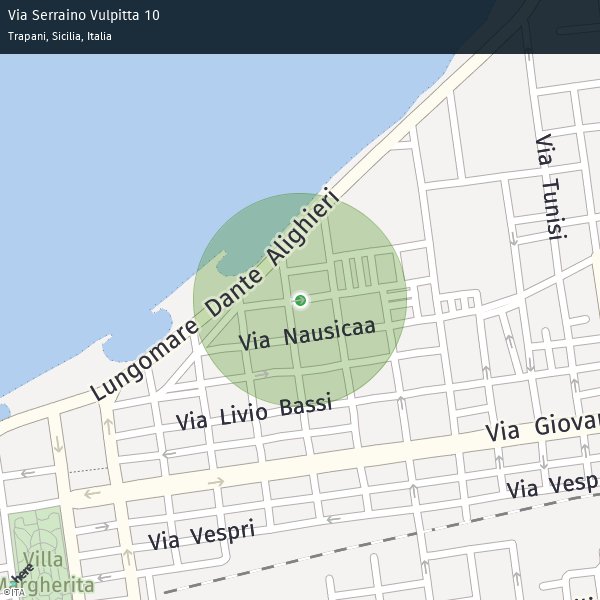 Via Serraino Vulpitta 10
Trapani, Sicilia, Italia
Via Tunisi
Lungomare Dante Alighieri
Via Nausicaa
Via Livio Bassi
Via Giova
Via Vesp
Via Vespri
Villa
Margherita
here
©ITA